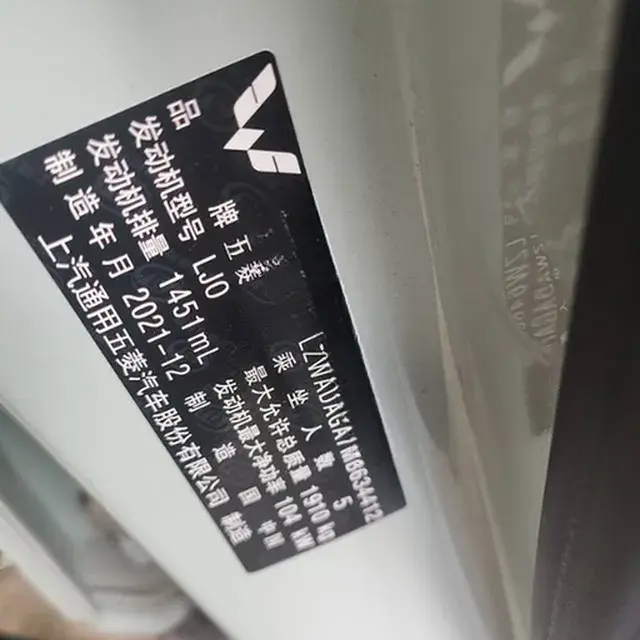 品牌 五菱
LZWADAGA1MB634412
发动机型号 LJO
乘坐人数 5
发动机排量 1451mL
最大允许总质量 1910 kg
制造年月 2021-12
发动机最大净功率 104 kW
制造国 中国
上汽通用五菱汽车股份有限公司 制造